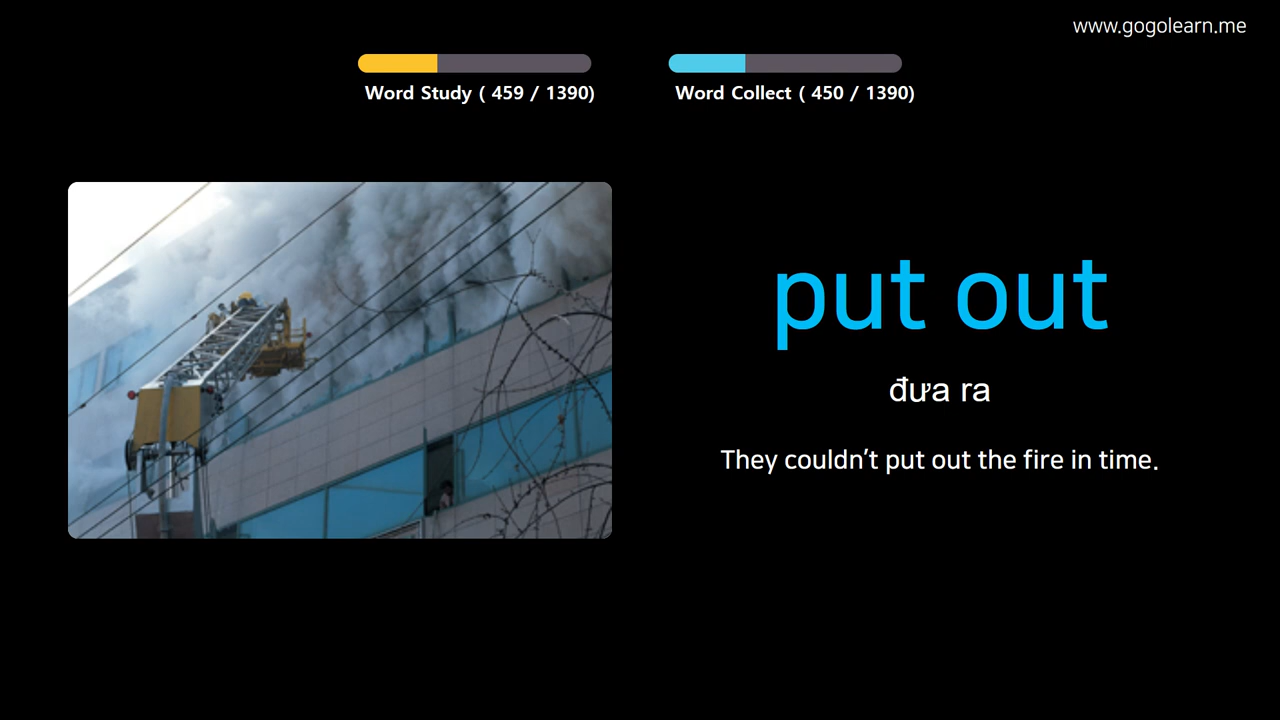 www.gogolearn.me
Word Study ( 459 / 1390)
Word Collect ( 450 / 1390)
put out
đưa ra
They couldn't put out the fire in time.